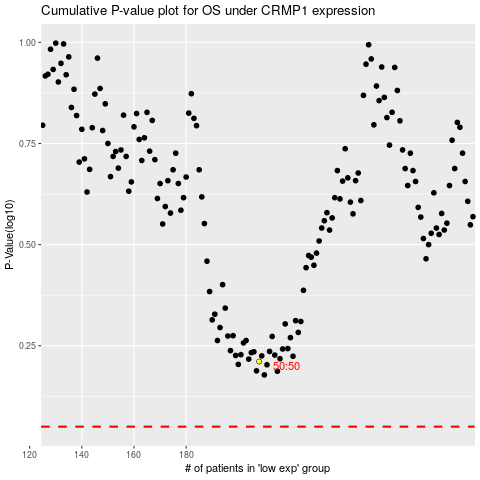 Cumulative P-value plot for OS under CRMP1 expression
P-Value(log10)
1.00
0.75
0.50
0.25
50:50
120 140 160 180
# of patients in 'low exp' group